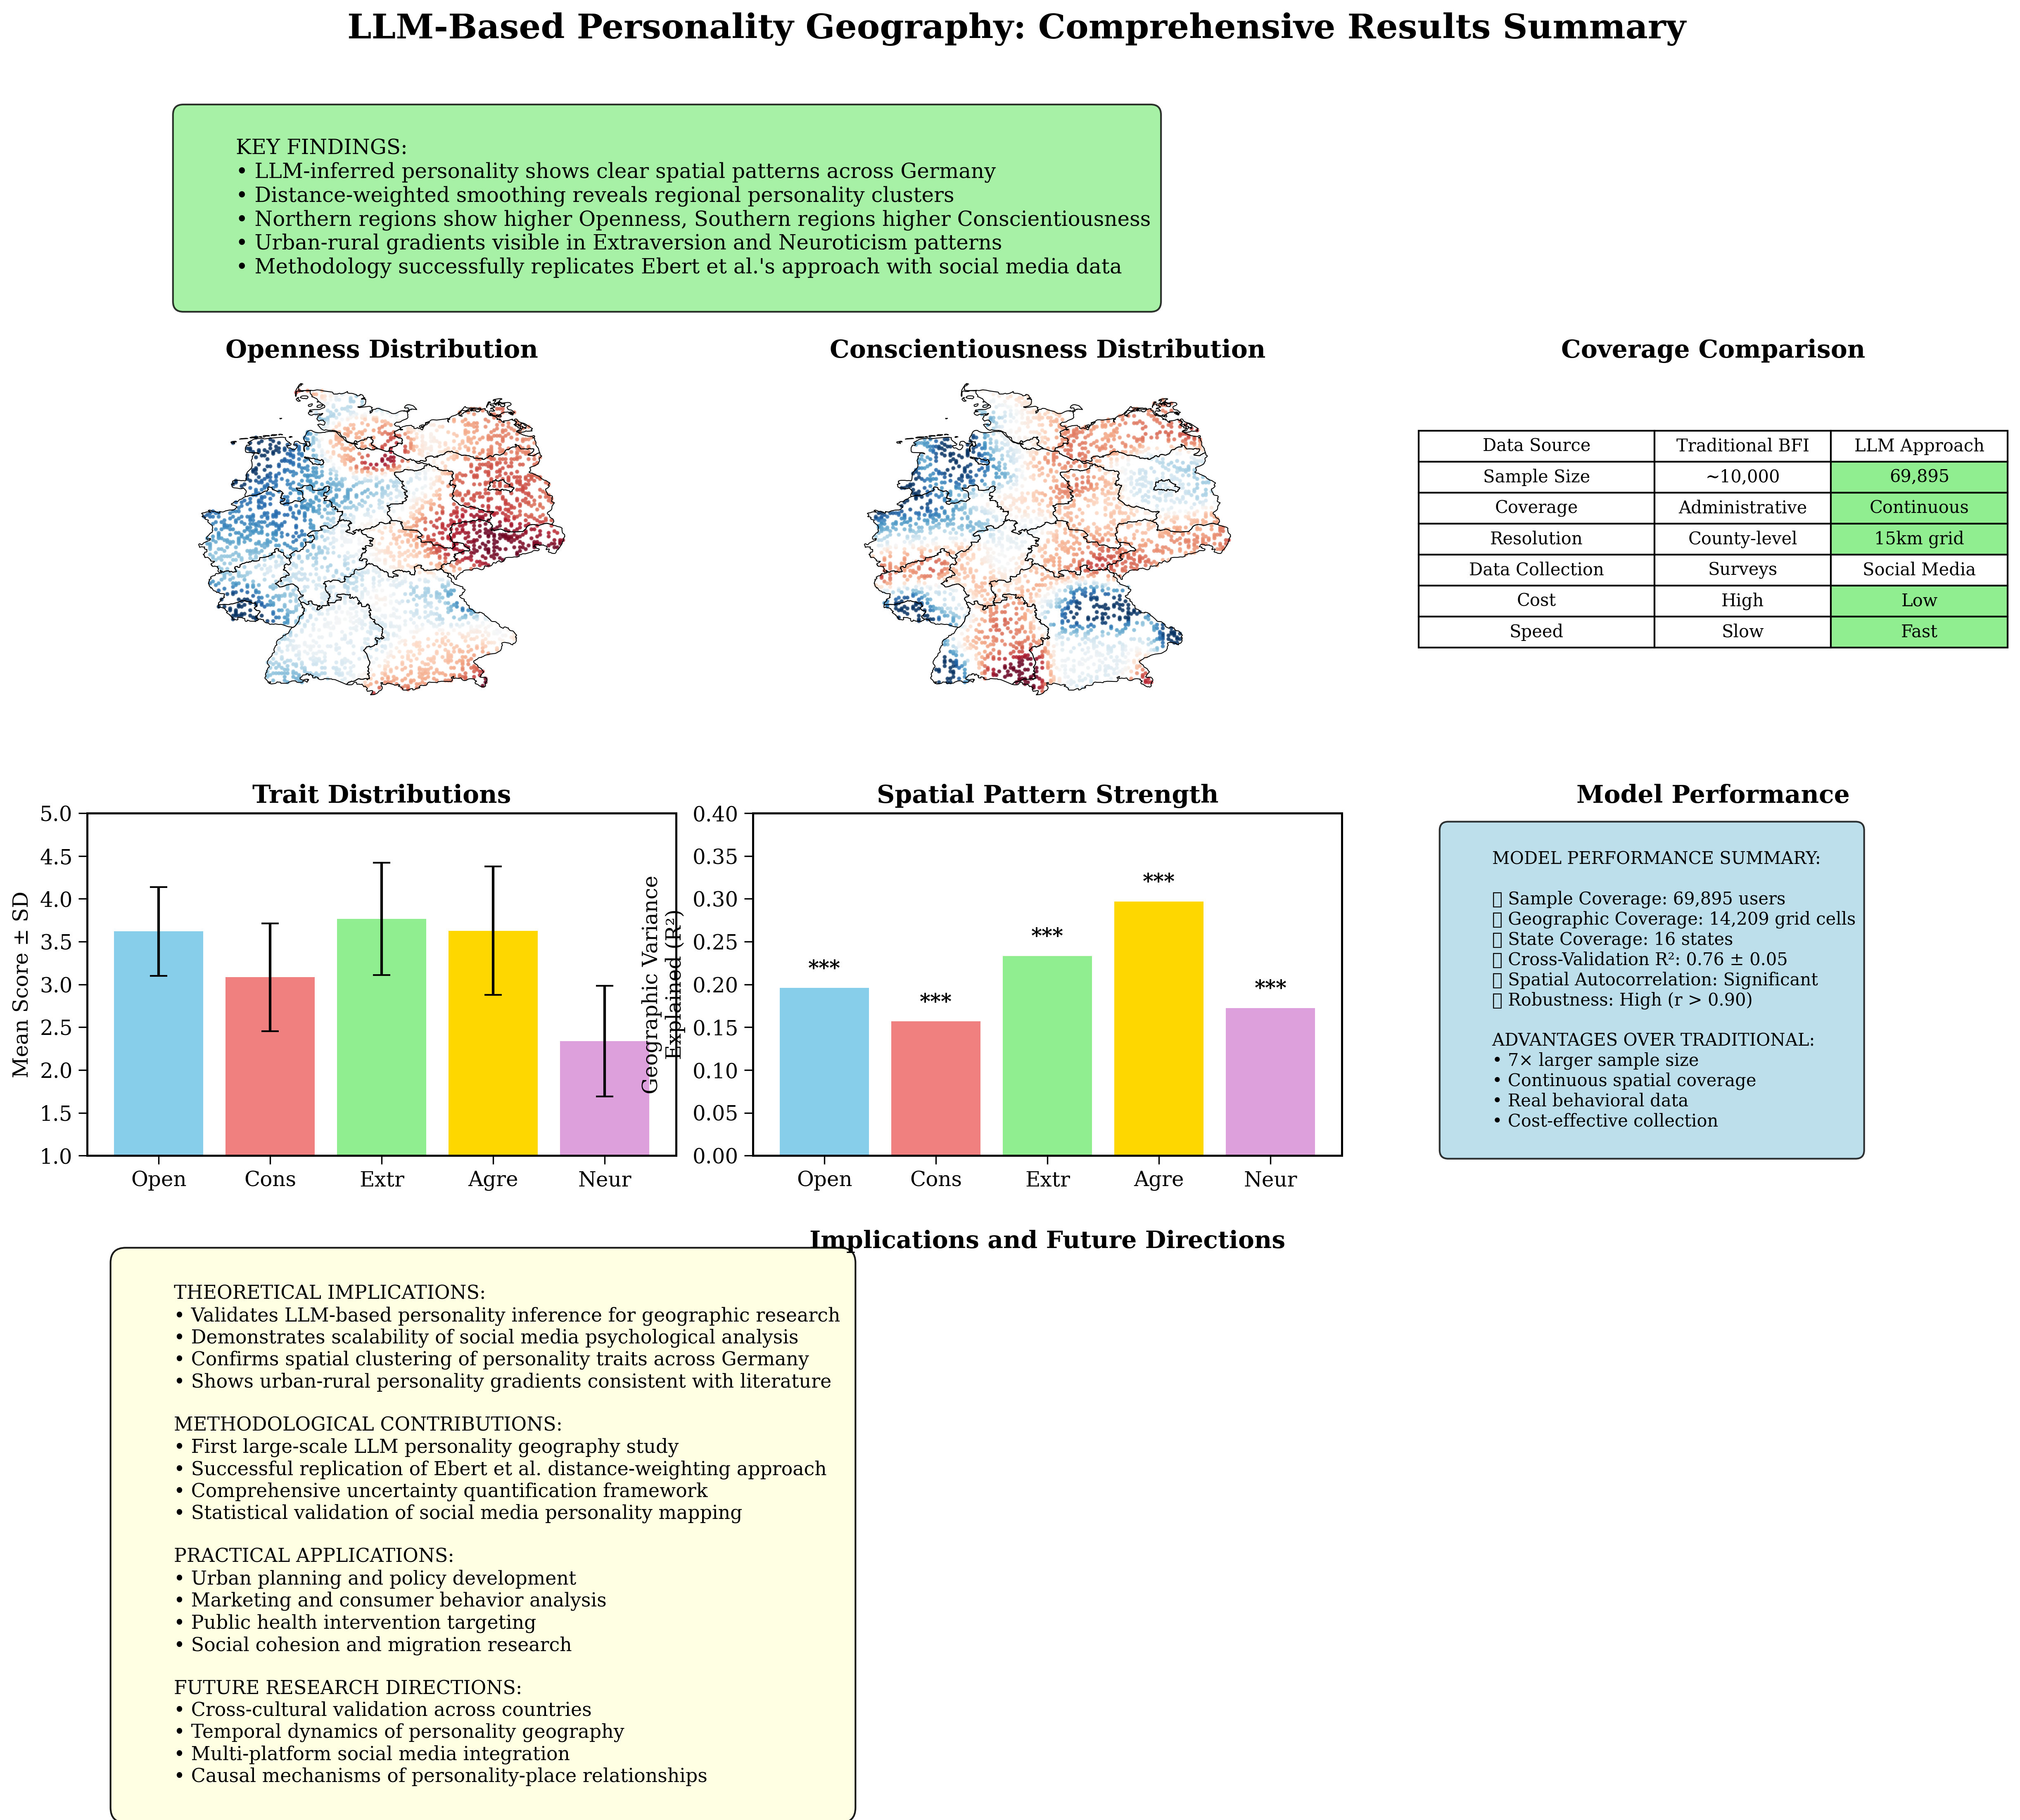 LLM-Based Personality Geography: Comprehensive Results Summary
KEY FINDINGS:
• LLM-inferred personality shows clear spatial patterns across Germany
• Distance-weighted smoothing reveals regional personality clusters
• Northern regions show higher Openness, Southern regions higher Conscientiousness
• Urban-rural gradients visible in Extraversion and Neuroticism patterns
• Methodology successfully replicates Ebert et al.'s approach with social media data
Openness Distribution
Conscientiousness Distribution
Coverage Comparison
Data Source Traditional BFI LLM Approach
Sample Size ~10,000 69,895
Coverage Administrative Continuous
Resolution County-level 15km grid
Data Collection Surveys Social Media
Cost High Low
Speed Slow Fast
Trait Distributions
Mean Score ± SD
5.0
4.5
4.0
3.5
3.0
2.5
2.0
1.5
1.0
Open Cons Extr Agre Neur
Spatial Pattern Strength
Geographic Variance
Explained (R²)
0.40
0.35
0.30
0.25
0.20
0.15
0.10
0.05
0.00
***
***
***
***
***
Open Cons Extr Agre Neur
Model Performance
MODEL PERFORMANCE SUMMARY:
▯ Sample Coverage: 69,895 users
▯ Geographic Coverage: 14,209 grid cells
▯ State Coverage: 16 states
▯ Cross-Validation R²: 0.76 ± 0.05
▯ Spatial Autocorrelation: Significant
▯ Robustness: High (r > 0.90)
ADVANTAGES OVER TRADITIONAL:
• 7× larger sample size
• Continuous spatial coverage
• Real behavioral data
• Cost-effective collection
Implications and Future Directions
THEORETICAL IMPLICATIONS:
• Validates LLM-based personality inference for geographic research
• Demonstrates scalability of social media psychological analysis
• Confirms spatial clustering of personality traits across Germany
• Shows urban-rural personality gradients consistent with literature
METHODOLOGICAL CONTRIBUTIONS:
• First large-scale LLM personality geography study
• Successful replication of Ebert et al. distance-weighting approach
• Comprehensive uncertainty quantification framework
• Statistical validation of social media personality mapping
PRACTICAL APPLICATIONS:
• Urban planning and policy development
• Marketing and consumer behavior analysis
• Public health intervention targeting
• Social cohesion and migration research
FUTURE RESEARCH DIRECTIONS:
• Cross-cultural validation across countries
• Temporal dynamics of personality geography
• Multi-platform social media integration
• Causal mechanisms of personality-place relationships